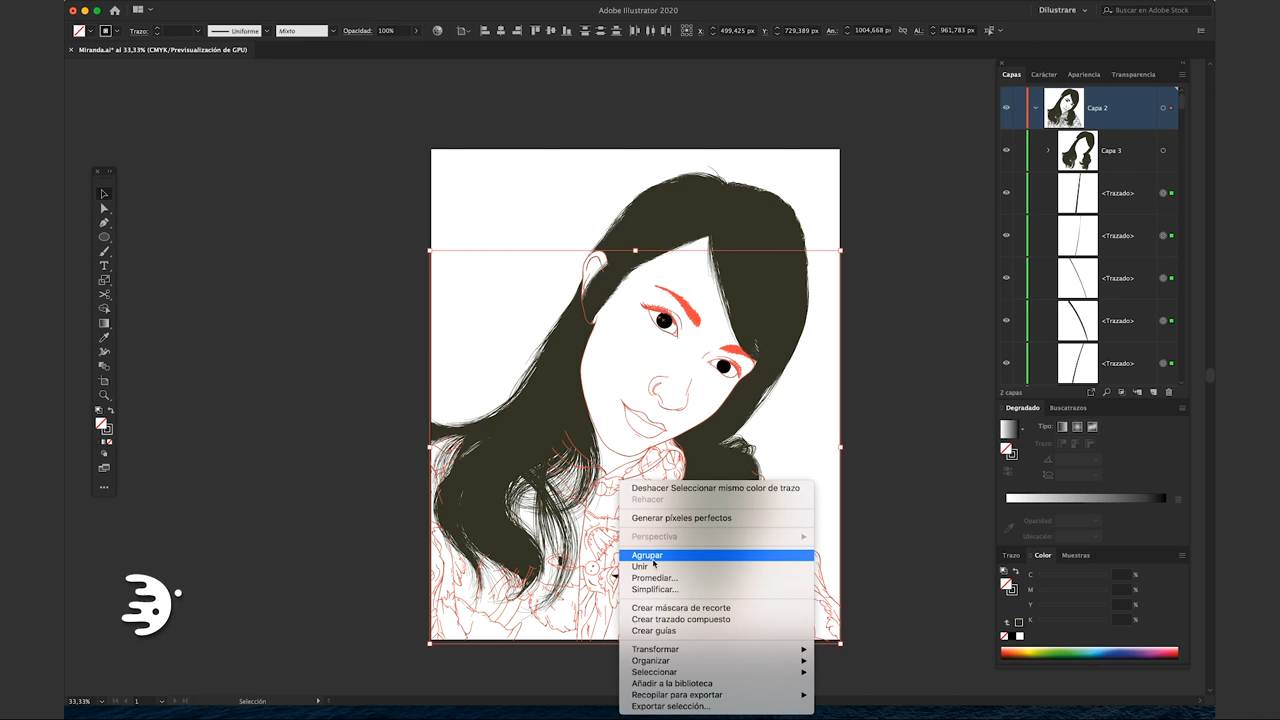 Adobe Illustrator 2020
Dilustrare
Buscar en Adobe Stock
Trazo:
Uniforme
Mixto
Opacidad: 100%
X: 499,425 px
Y: 729,389 px
An.: 1004,668 p
AL: 961,783 px
× Miranda.ai* al 33,33% (CMYK/Previsualización de GPU)
Capas
Carácter
Apariencia
Transparencia
Capa 2
Capa 3
<Trazado>
<Trazado>
<Trazado>
<Trazado>
<Trazado>
2 capas
Degradado
Buscatrazos
Tipo:
Trazo:
Opacidad:
Ubicación:
Trazo
Color
Muestras
C %
M %
Y %
K %
Deshacer Seleccionar mismo color de trazo
Rehacer
Generar píxeles perfectos
Perspectiva
Agrupar
Unir
Promediar...
Simplificar...
Crear máscara de recorte
Crear trazado compuesto
Crear guías
Transformar
Organizar
Seleccionar
Añadir a la biblioteca
Recopilar para exportar
Exportar selección...
33,33%
1
Selección